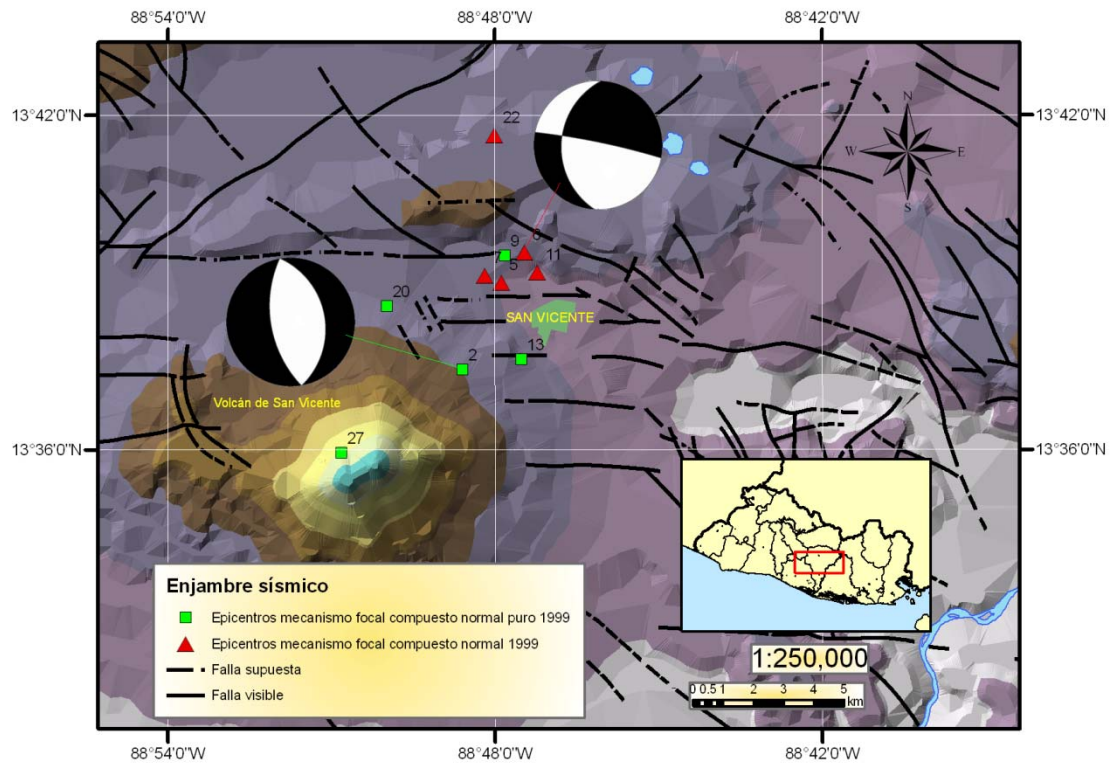 88°54'0"W 88°48'0"W 88°42'0"W
13°42'0"N 13°42'0"N
22
N
W E
S
6
9
11
5
20
SAN VICENTE
13
2
Volcán de San Vicente
27
13°36'0"N 13°36'0"N
Enjambre sísmico
Epicentros mecanismo focal compuesto normal puro 1999
Epicentros mecanismo focal compuesto normal 1999
Falla supuesta
Falla visible
1:250,000
0 0.5 1 2 3 4 5
km
88°54'0"W 88°48'0"W 88°42'0"W